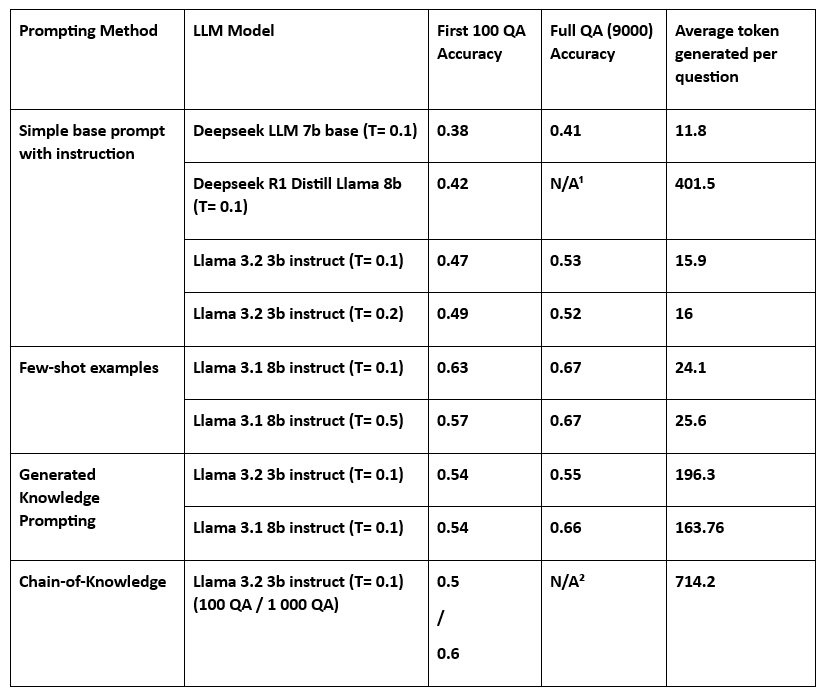 Prompting Method
LLM Model
First 100 QA
Accuracy
Full QA (9000)
Accuracy
Average token
generated per
question
Simple base prompt
with instruction
Deepseek LLM 7b base (T= 0.1)
0.38
0.41
11.8
Deepseek R1 Distill Llama 8b
(T= 0.1)
0.42
N/A¹
401.5
Llama 3.2 3b instruct (T= 0.1)
0.47
0.53
15.9
Llama 3.2 3b instruct (T= 0.2)
0.49
0.52
16
Few-shot examples
Llama 3.1 8b instruct (T= 0.1)
0.63
0.67
24.1
Llama 3.1 8b instruct (T= 0.5)
0.57
0.67
25.6
Generated
Knowledge
Prompting
Llama 3.2 3b instruct (T= 0.1)
0.54
0.55
196.3
Llama 3.1 8b instruct (T= 0.1)
0.54
0.66
163.76
Chain-of-Knowledge
Llama 3.2 3b instruct (T= 0.1)
(100 QA / 1 000 QA)
0.5
/
0.6
N/A²
714.2